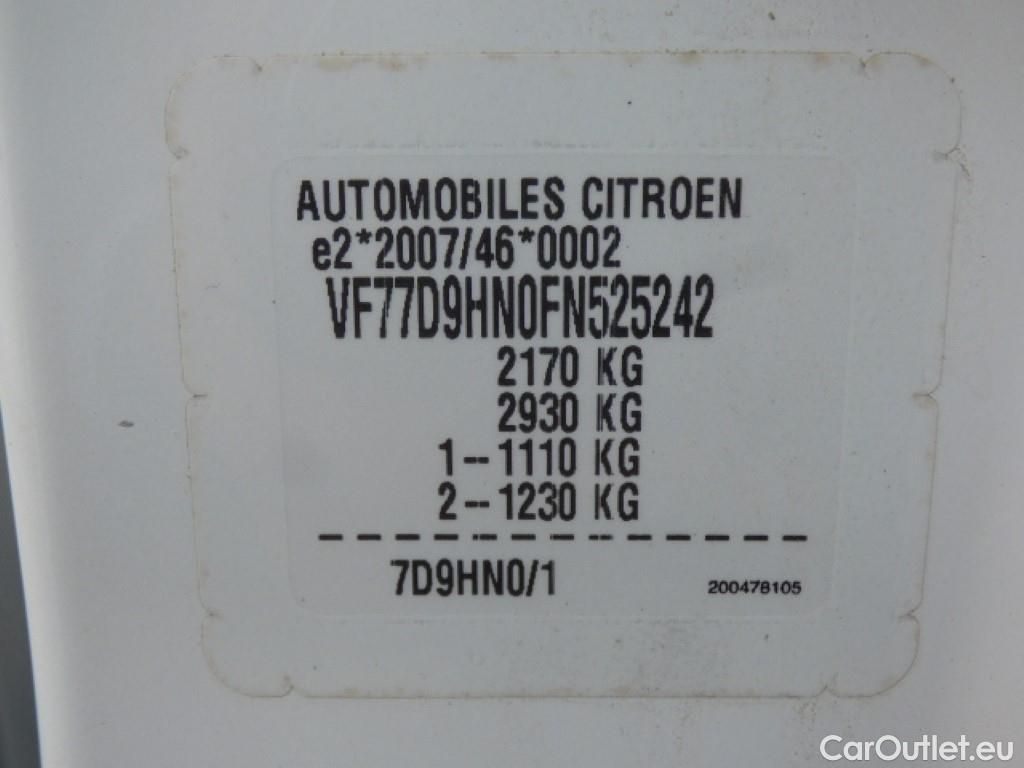 AUTOMOBILES CITROEN
e2*2007/46*0002
VF77D9HN0FN525242
2170 KG
2930 KG
1--1110 KG
2--1230 KG
--------------
7D9HN0/1
200478105
CarOutlet.eu